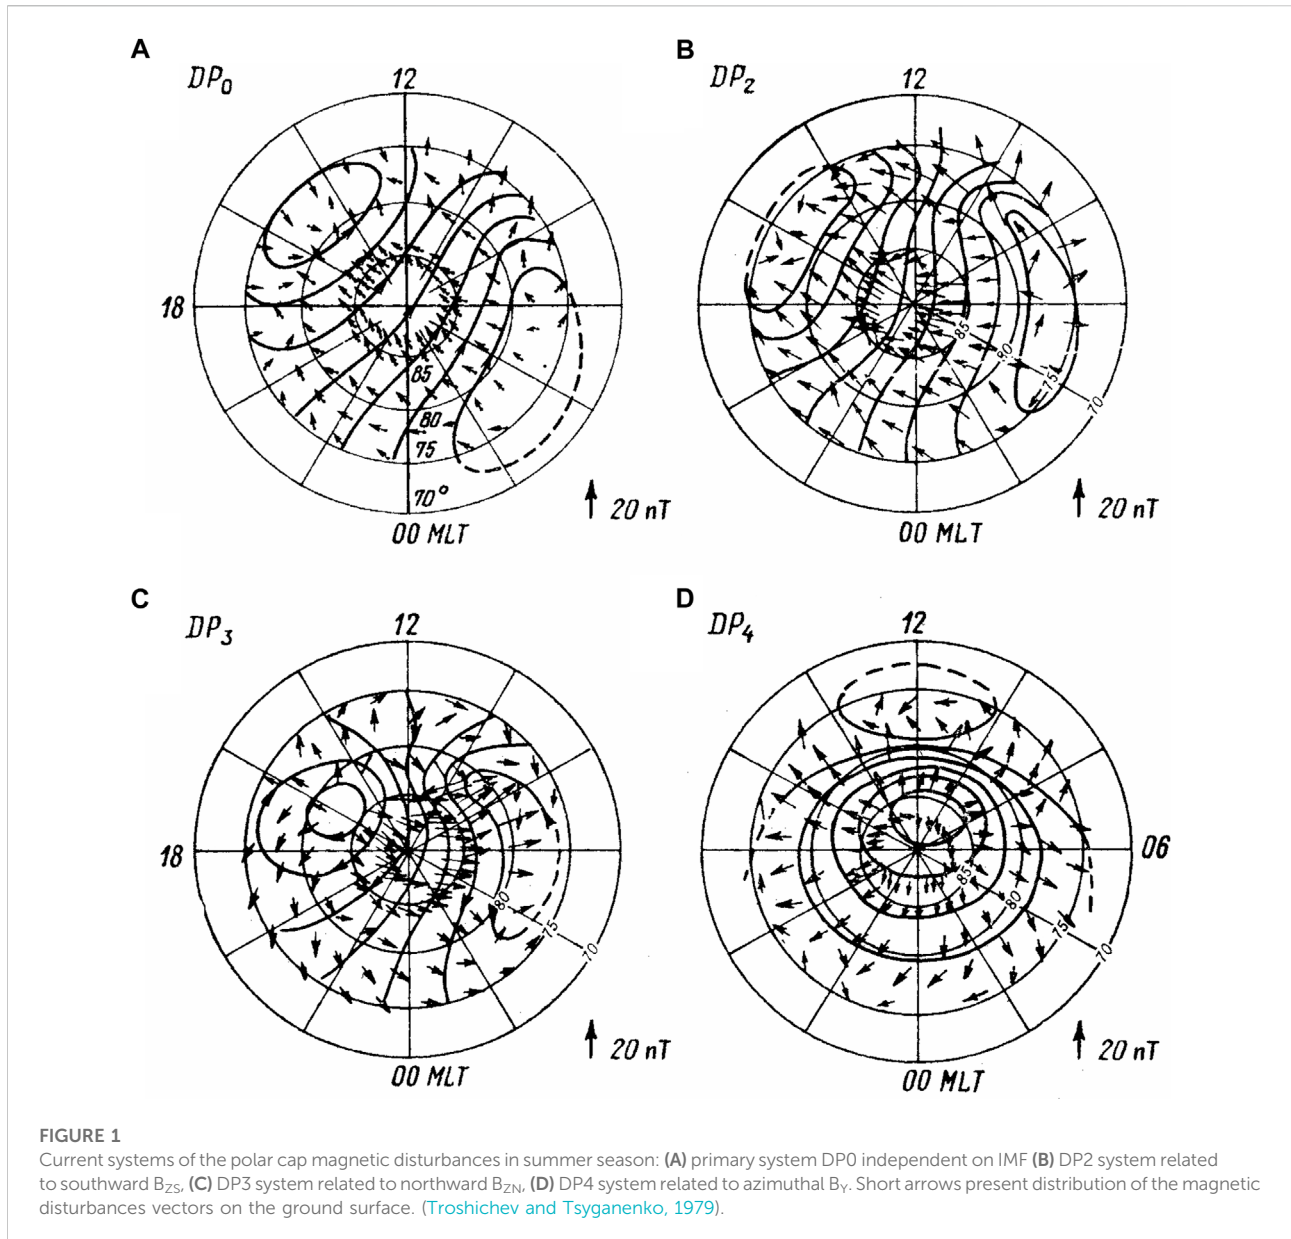 A
DP0
12
18
85
80
75
70°
00 MLT
20 nT
B
DP2
12
85
80
75
70
00 MLT
20 nT
C
DP3
12
18
80
75
70
00 MLT
20 nT
D
DP4
12
06
85
80
75
70
00 MLT
20 nT
FIGURE 1
Current systems of the polar cap magnetic disturbances in summer season: (A) primary system DP0 independent on IMF (B) DP2 system related
to southward BZS, (C) DP3 system related to northward BZN, (D) DP4 system related to azimuthal BY. Short arrows present distribution of the magnetic
disturbances vectors on the ground surface. (Troshichev and Tsyganenko, 1979).